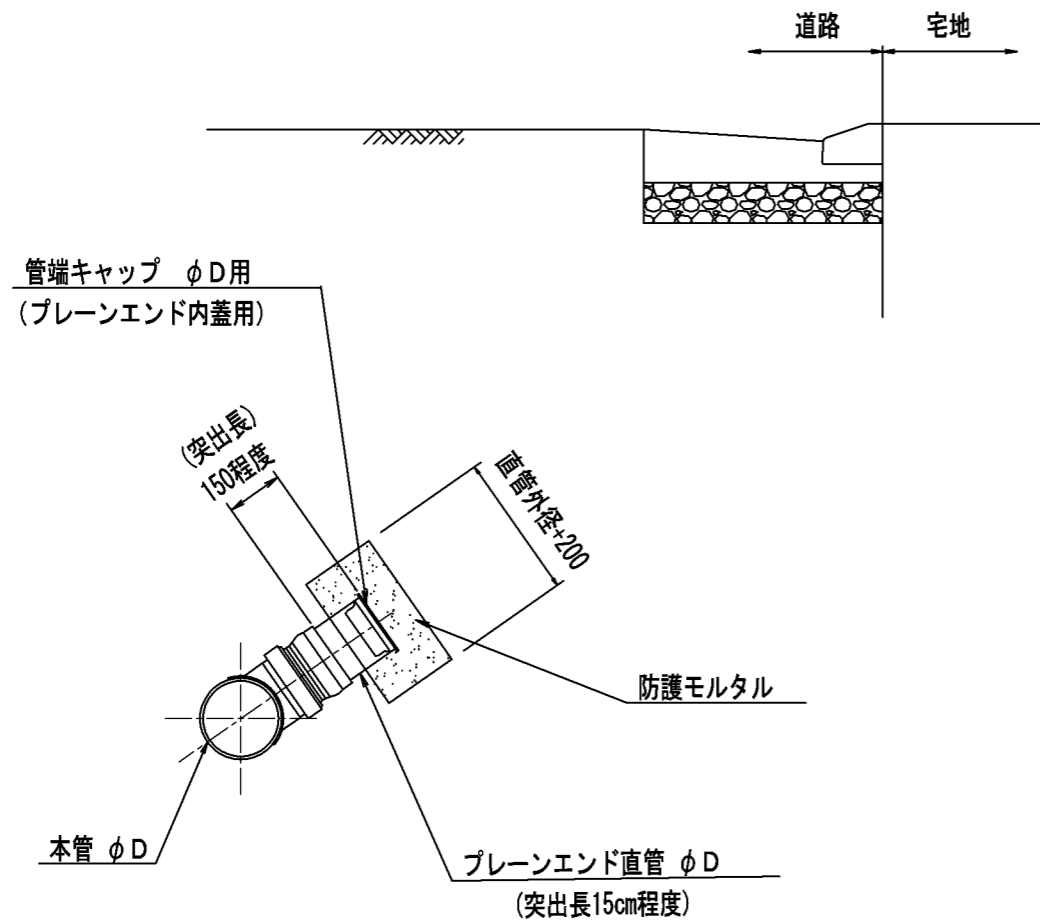 道路 宅地
管端キャップ φD用
(プレーンエンド内蓋用)
(突出長)
150程度
直管外径+200
防護モルタル
本管 φD
プレーンエンド直管 φD
(突出長15cm程度)